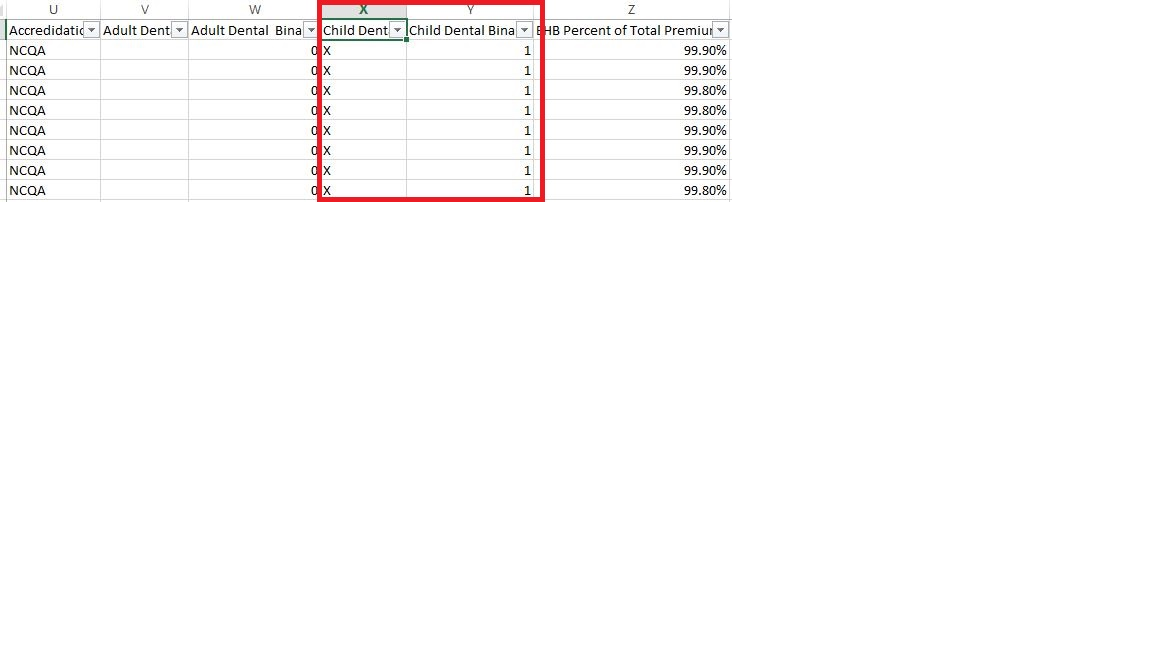 U V W X Y Z
Accredidatic Adult Dent Adult Dental Bina Child Dent Child Dental Bina EHB Percent of Total Premiur
NCQA 0 X 1 99.90%
NCQA 0 X 1 99.90%
NCQA 0 X 1 99.80%
NCQA 0 X 1 99.80%
NCQA 0 X 1 99.90%
NCQA 0 X 1 99.90%
NCQA 0 X 1 99.90%
NCQA 0 X 1 99.80%